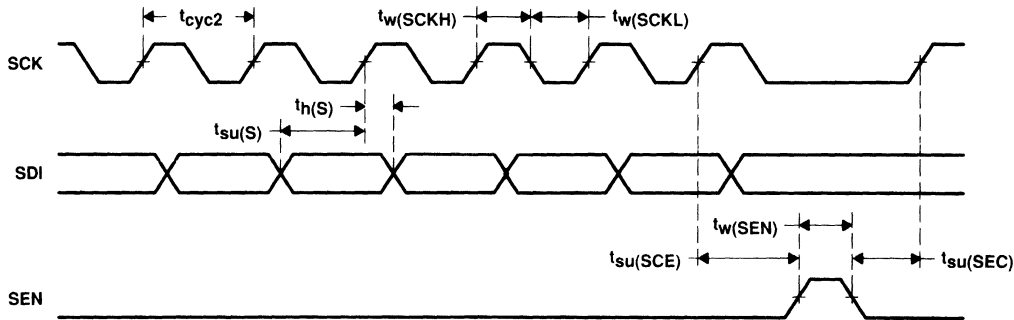 tcyc2
tw(SCKH)
tw(SCKL)
SCK
th(S)
tsu(S)
SDI
tw(SEN)
tsu(SCE)
tsu(SEC)
SEN